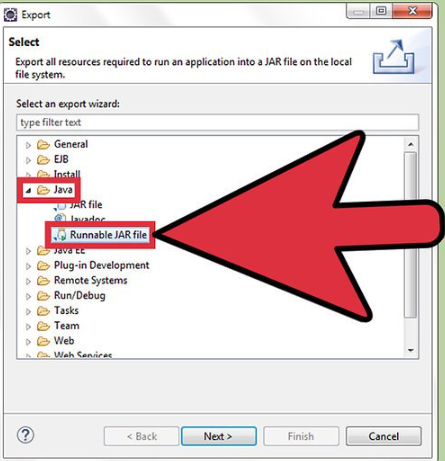 Export
Select
Export all resources required to run an application into a JAR file on the local
file system.
Select an export wizard:
type filter text
General
EJB
Install
Java
JAR file
Javadoc
Runnable JAR file
Java EE
Plug-in Development
Remote Systems
Run/Debug
Tasks
Team
Web
Web Services
?
< Back
Next >
Finish
Cancel